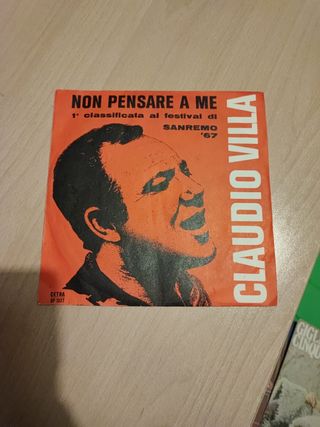 NON PENSARE A ME
1ª classificata al festival di
SANREMO
'67
CLAUDIO VILLA
CETRA